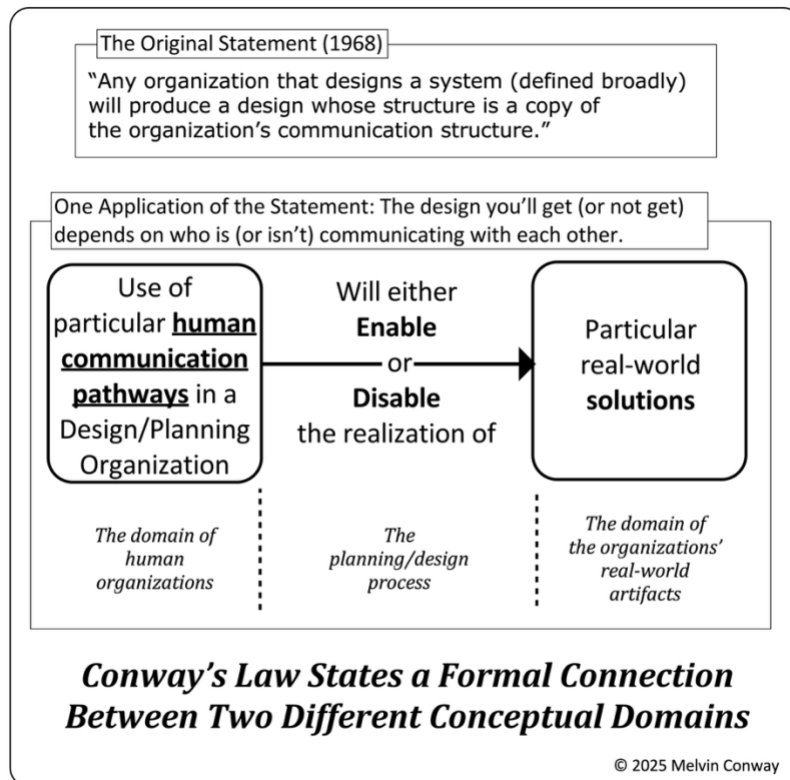 The Original Statement (1968)
“Any organization that designs a system (defined broadly)
will produce a design whose structure is a copy of
the organization’s communication structure.”
One Application of the Statement: The design you’ll get (or not get)
depends on who is (or isn’t) communicating with each other.
Use of
particular human
communication
pathways in a
Design/Planning
Organization
Will either
Enable
or
Disable
the realization of
Particular
real-world
solutions
The domain of
human
organizations
The
planning/design
process
The domain of
the organizations’
real-world
artifacts
Conway’s Law States a Formal Connection
Between Two Different Conceptual Domains
© 2025 Melvin Conway